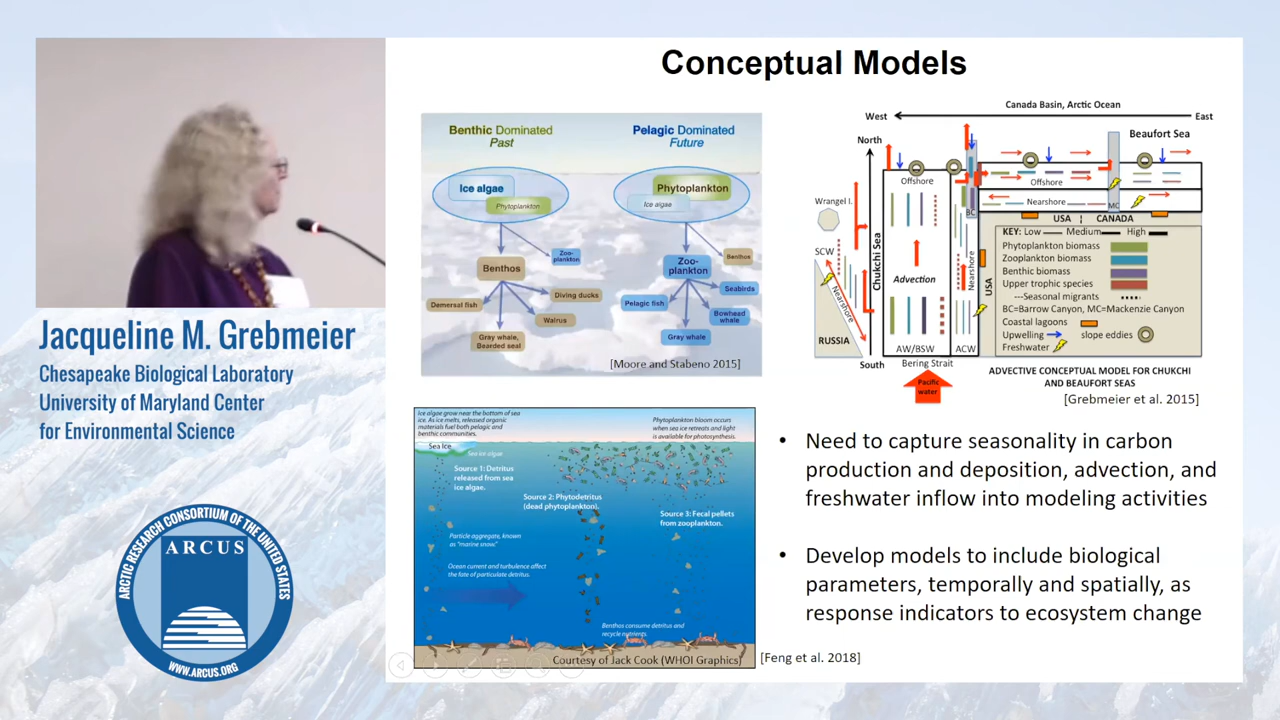 Conceptual Models
Jacqueline M. Grebmeier
Chesapeake Biological Laboratory
University of Maryland Center
for Environmental Science
ARCTIC RESEARCH CONSORTIUM OF THE UNITED STATES
ARCUS
WWW.ARCUS.ORG
Benthic Dominated
Past
Pelagic Dominated
Future
Ice algae
Phytoplankton
Phytoplankton
Ice algae
Benthos
Zoo-
plankton
Demersal fish
Diving ducks
Walrus
Gray whale,
Bearded seal
Zoo-
plankton
Benthos
Seabirds
Pelagic fish
Bowhead
whale
Gray whale
[Moore and Stabeno 2015]
Canada Basin, Arctic Ocean
West
East
North
Beaufort Sea
Offshore
Offshore
Nearshore
BC
MC
Wrangel I.
USA
CANADA
SCW
Chukchi Sea
Nearshore
Advection
Nearshore
USA
RUSSIA
AW/BSW
ACW
South
Bering Strait
Pacific
water
KEY: Low
Medium
High
Phytoplankton biomass
Zooplankton biomass
Benthic biomass
Upper trophic species
---Seasonal migrants
BC=Barrow Canyon, MC=Mackenzie Canyon
Coastal lagoons
Upwelling
slope eddies
Freshwater
ADVECTIVE CONCEPTUAL MODEL FOR CHUKCHI
AND BEAUFORT SEAS
[Grebmeier et al. 2015]
Ice algae grow near the bottom of sea
ice. As ice melts, released organic
materials fuel both pelagic and
benthic communities.
Phytoplankton bloom occurs
when sea ice retreats and light
is available for photosynthesis.
Sea Ice
Sea ice algae
Source 1: Detritus
released from sea
ice algae.
Source 2: Phytodetritus
(dead phytoplankton).
Source 3: Fecal pellets
from zooplankton.
Particle aggregate, known
as "marine snow."
Ocean current and turbulence affect
the fate of particulate detritus.
Benthos consume detritus and
recycle nutrients.
Courtesy of Jack Cook (WHOI Graphics)
[Feng et al. 2018]
• Need to capture seasonality in carbon
production and deposition, advection, and
freshwater inflow into modeling activities
• Develop models to include biological
parameters, temporally and spatially, as
response indicators to ecosystem change